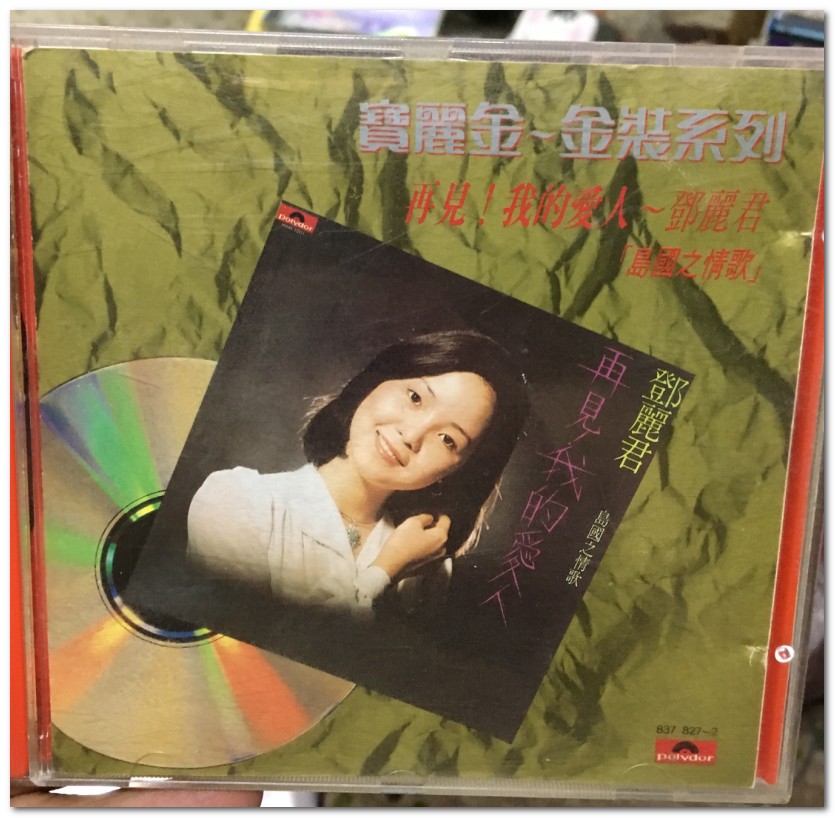 寶麗金~金裝系列
再見!我的愛人~鄧麗君
「島國之情歌」
polydor
鄧麗君
再見,我的愛人
島國之情歌
837 827-2
polydor